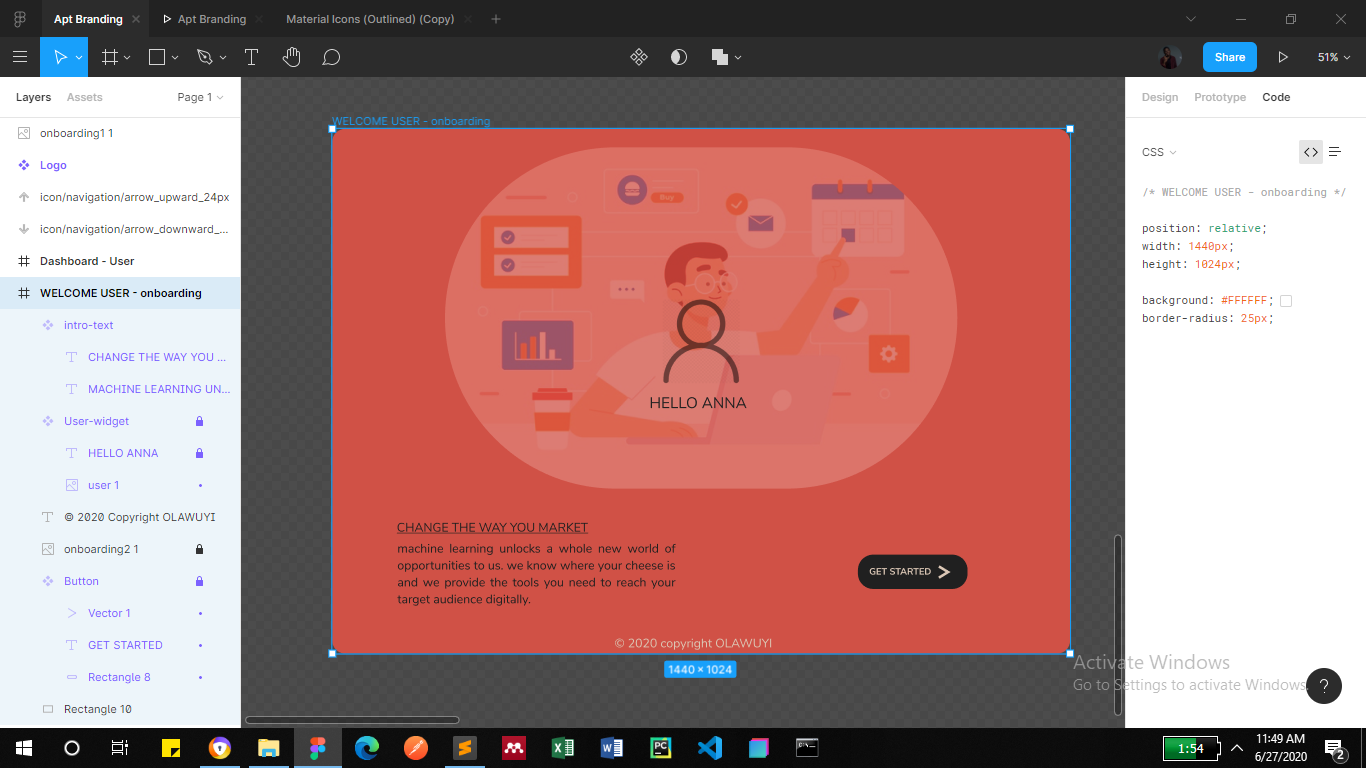 Apt Branding
Apt Branding
Material Icons (Outlined) (Copy)
Share
51%
Layers
Assets
Page 1
onboarding1 1
Logo
icon/navigation/arrow_upward_24px
icon/navigation/arrow_downward_...
Dashboard - User
WELCOME USER - onboarding
intro-text
CHANGE THE WAY YOU ...
MACHINE LEARNING UN...
User-widget
HELLO ANNA
user 1
© 2020 Copyright OLAWUYI
onboarding2 1
Button
Vector 1
GET STARTED
Rectangle 8
Rectangle 10
WELCOME USER - onboarding
Buy
HELLO ANNA
CHANGE THE WAY YOU MARKET
machine learning unlocks a whole new world of
opportunities to us. we know where your cheese is
and we provide the tools you need to reach your
target audience digitally.
GET STARTED
© 2020 copyright OLAWUYI
1440 × 1024
Design
Prototype
Code
CSS
/* WELCOME USER - onboarding */
position: relative;
width: 1440px;
height: 1024px;
background: #FFFFFF;
border-radius: 25px;
Activate Windows
Go to Settings to activate Windows.
?
1:54
11:49 AM
6/27/2020
2